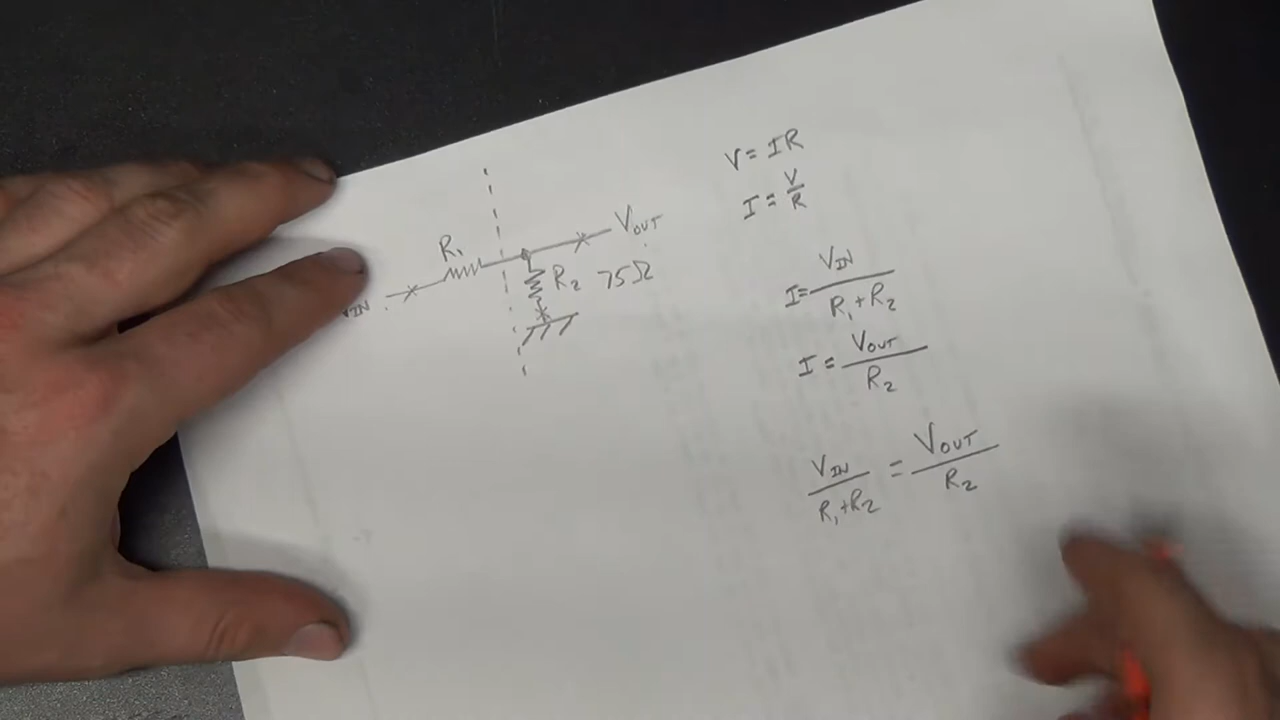 R₁
VIN
VOUT
R₂ 75Ω
V = IR
I = V/R
I = VIN/(R₁+R₂)
I = VOUT/R₂
VIN/(R₁+R₂) = VOUT/R₂